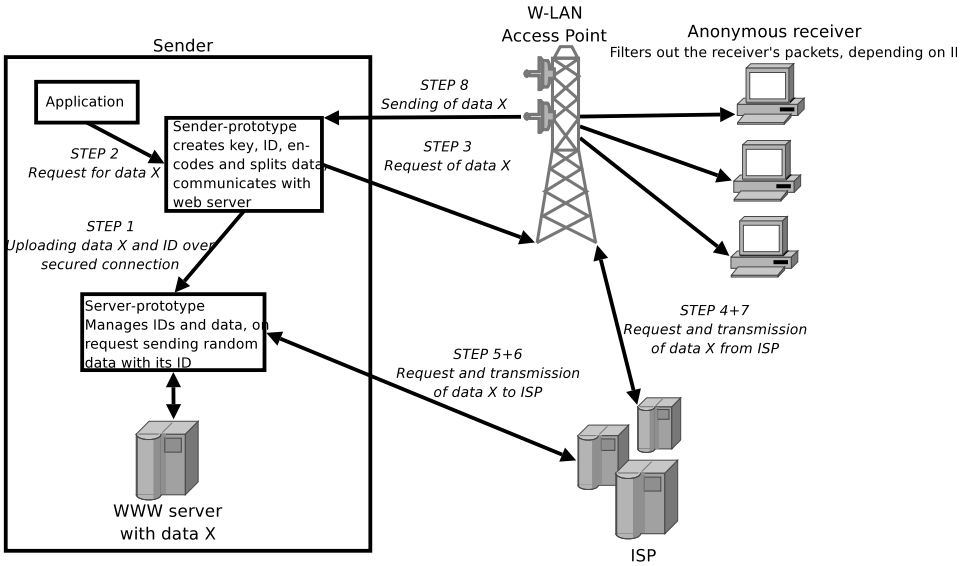 Sender
W-LAN
Access Point
Anonymous receiver
Filters out the receiver's packets, depending on
Application
STEP 2
Request for data X
Sender-prototype
creates key, ID, en-
codes and splits data,
communicates with
web server
STEP 8
Sending of data X
STEP 3
Request of data X
STEP 1
Uploading data X and ID over
secured connection
Server-prototype
Manages IDs and data, on
request sending random
data with its ID
STEP 4+7
Request and transmission
of data X from ISP
STEP 5+6
Request and transmission
of data X to ISP
WWW server
with data X
ISP